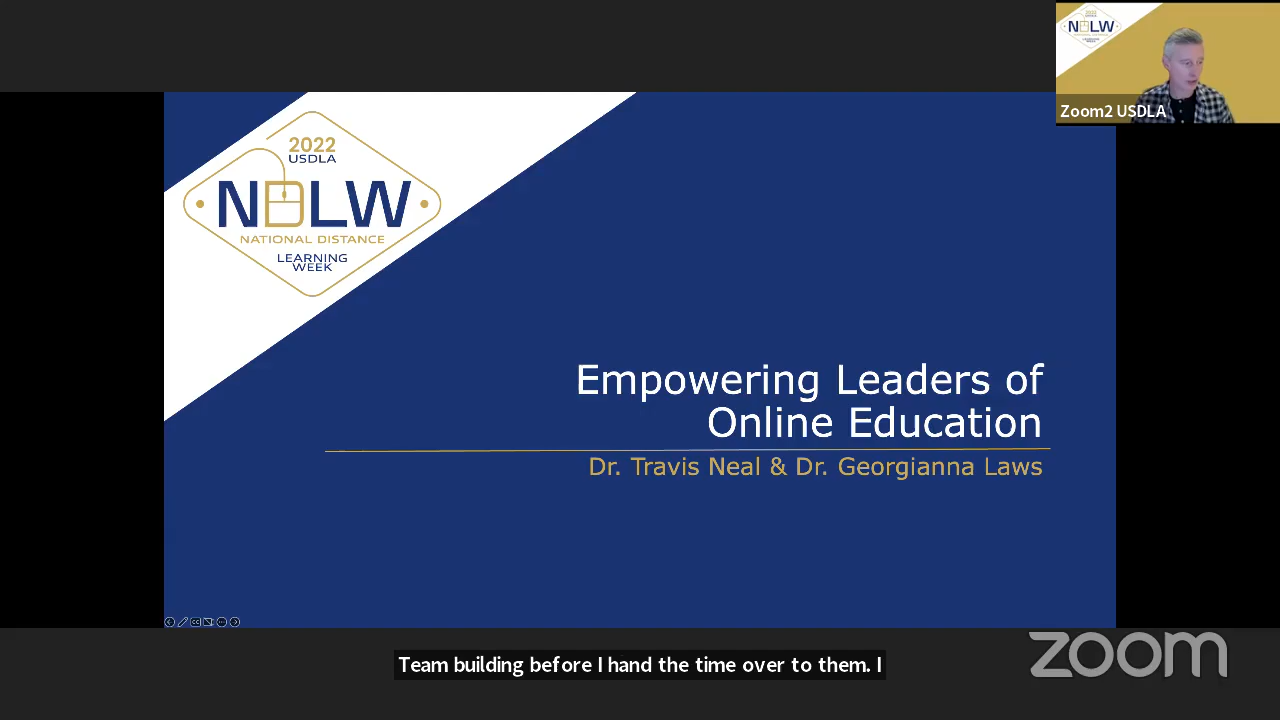 2022
USDLA
NDLW
NATIONAL DISTANCE
LEARNING
WEEK
NDLW
Zoom2 USDLA
Empowering Leaders of
Online Education
Dr. Travis Neal & Dr. Georgianna Laws
Team building before I hand the time over to them. I
zoom